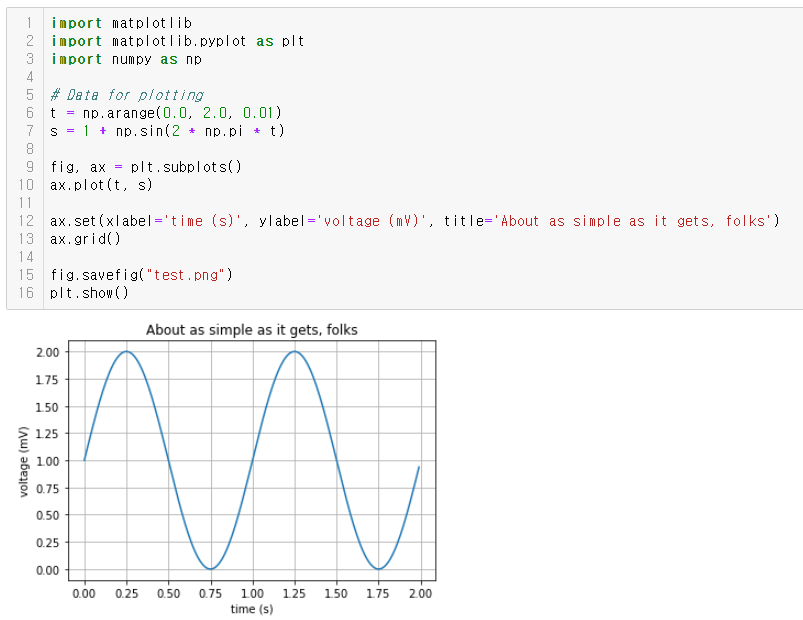 1 import matplotlib
2 import matplotlib.pyplot as plt
3 import numpy as np
4
5 # Data for plotting
6 t = np.arange(0.0, 2.0, 0.01)
7 s = 1 + np.sin(2 * np.pi * t)
8
9 fig, ax = plt.subplots()
10 ax.plot(t, s)
11
12 ax.set(xlabel='time (s)', ylabel='voltage (mV)', title='About as simple as it gets, folks')
13 ax.grid()
14
15 fig.savefig("test.png")
16 plt.show()
About as simple as it gets, folks
voltage (mV)
2.00
1.75
1.50
1.25
1.00
0.75
0.50
0.25
0.00
0.00 0.25 0.50 0.75 1.00 1.25 1.50 1.75 2.00
time (s)